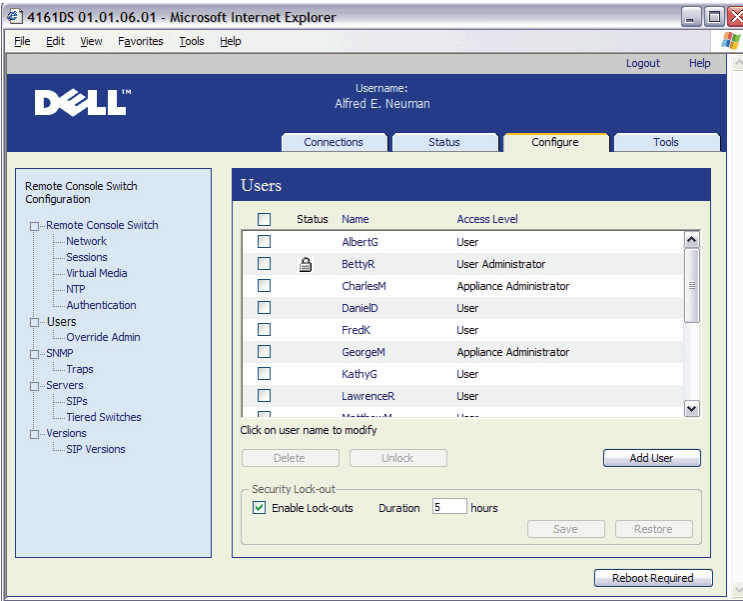 4161DS 01.01.06.01 - Microsoft Internet Explorer
File Edit View Favorites Tools Help
Logout Help
DELL™
Username:
Alfred E. Neuman
Connections Status Configure Tools
Remote Console Switch
Configuration
Remote Console Switch
Network
Sessions
Virtual Media
NTP
Authentication
Users
Override Admin
SNMP
Traps
Servers
SIPs
Tiered Switches
Versions
SIP Versions
Users
Status Name Access Level
AlbertG User
BettyR User Administrator
CharlesM Appliance Administrator
DanielD User
FredK User
GeorgeM Appliance Administrator
KathyG User
LawrenceR User
MatthewM User
Click on user name to modify
Delete Unlock Add User
Security Lock-out
Enable Lock-outs Duration 5 hours
Save Restore
Reboot Required